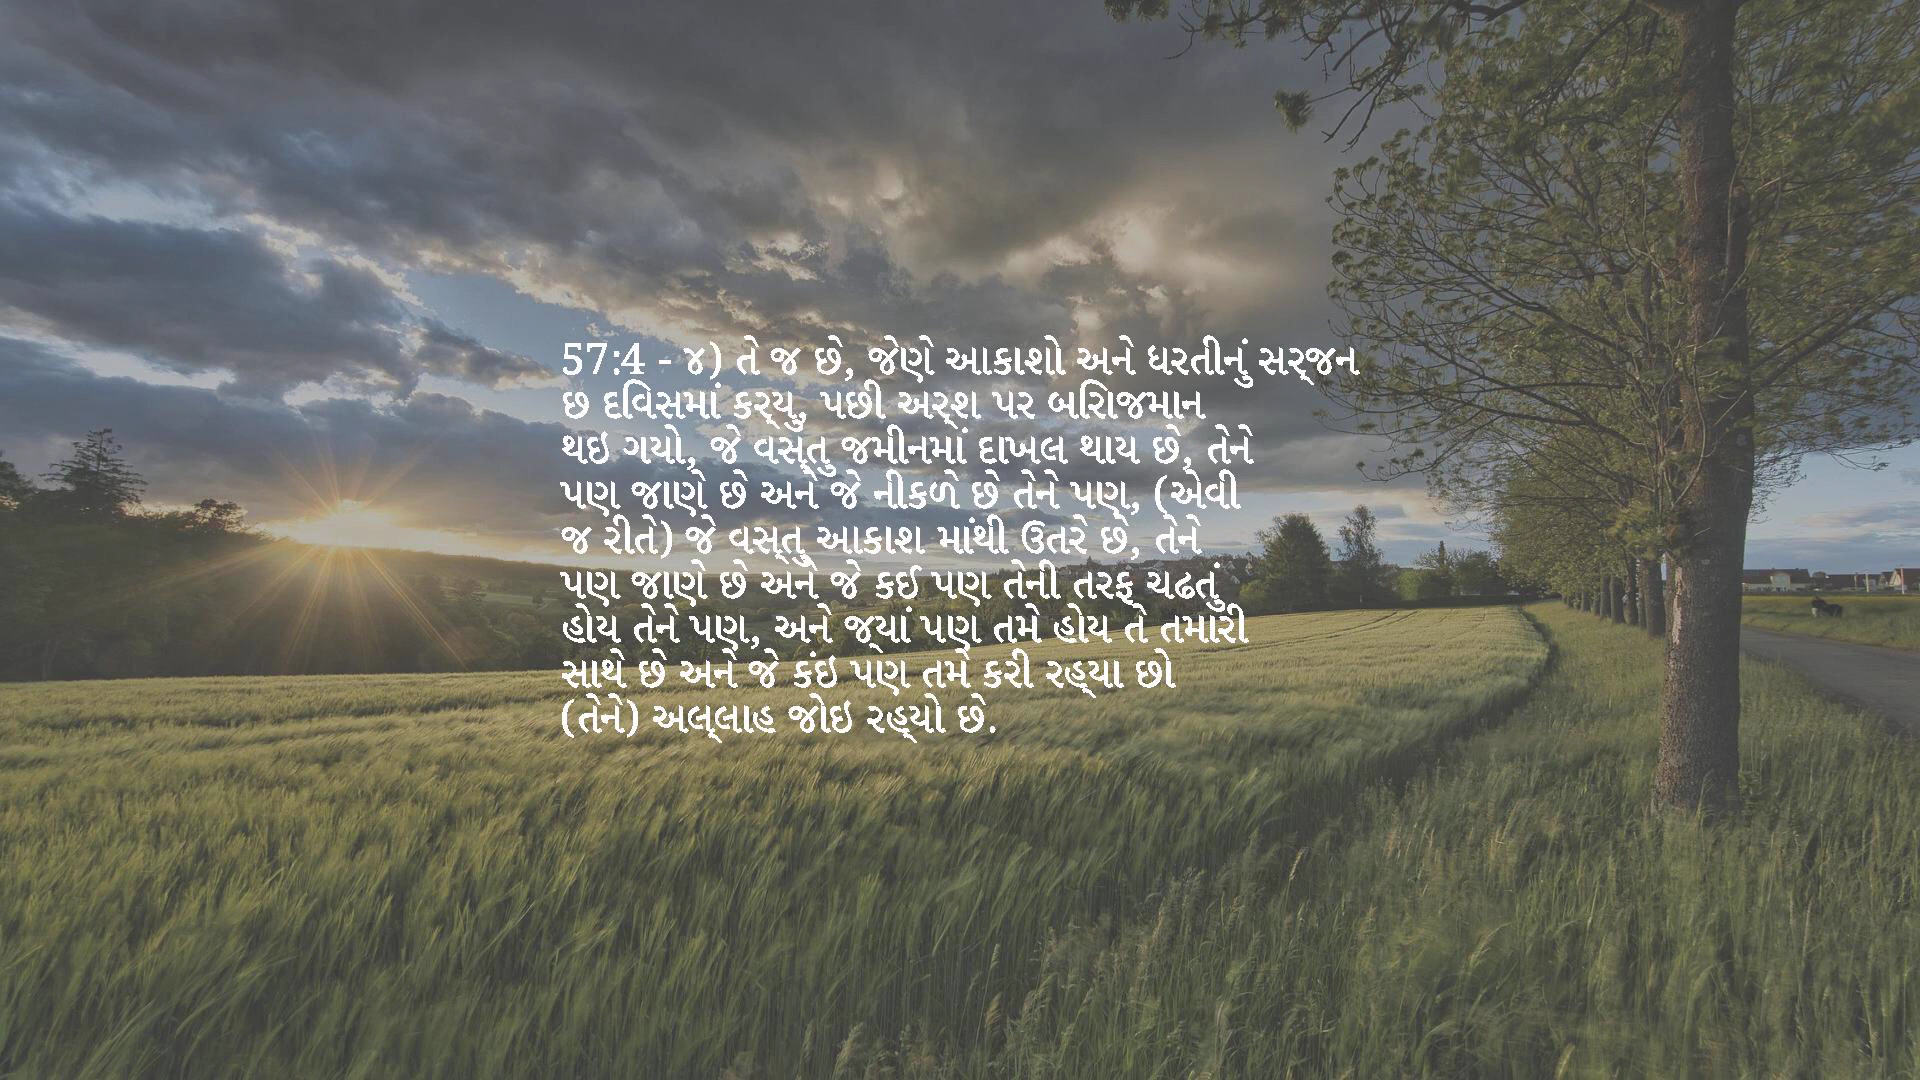 57:4 - ૪) તે જ છે, જેણે આકાશો અને ધરતીનું સર્જન
છ દિવસમાં કર્યુ, પછી અર્શ પર બિરાજમાન
થઇ ગયો, જે વસ્તુ જમીનમાં દાખલ થાય છે, તેને
પણ જાણે છે અને જે નીકળે છે તેને પણ, (એવી
જ રીતે) જે વસ્તુ આકાશ માંથી ઉતરે છે, તેને
પણ જાણે છે અને જે કઈ પણ તેની તરફ ચઢતું
હોય તેને પણ, અને જ્યાં પણ તમે હોય તે તમારી
સાથે છે અને જે કંઇ પણ તમે કરી રહ્યા છો
(તેને) અલ્લાહ જોઇ રહ્યો છે.